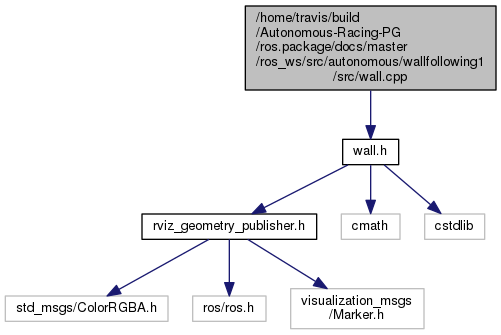 /home/travis/build
/Autonomous-Racing-PG
/ros.package/docs/master
/ros_ws/src/autonomous/wallfollowing1
/src/wall.cpp
wall.h
rviz_geometry_publisher.h
cmath
cstdlib
std_msgs/ColorRGBA.h
ros/ros.h
visualization_msgs
/Marker.h